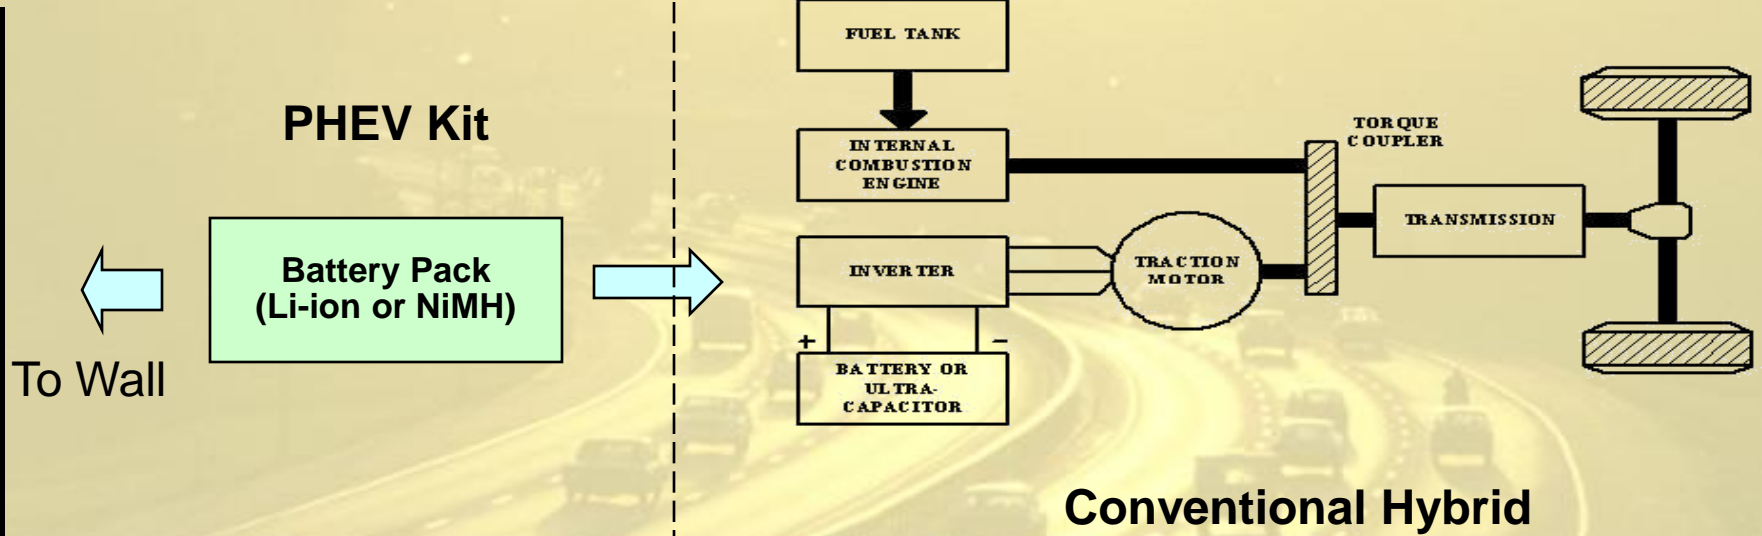 PHEV Kit
Battery Pack
(Li-ion or NiMH)
To Wall
FUEL TANK
INTERNAL
COMBUSTION
ENGINE
TORQUE
COUPLER
TRANSMISSION
INVERTER
TRACTION
MOTOR
+
-
BATTERY OR
ULTRA-
CAPACITOR
Conventional Hybrid